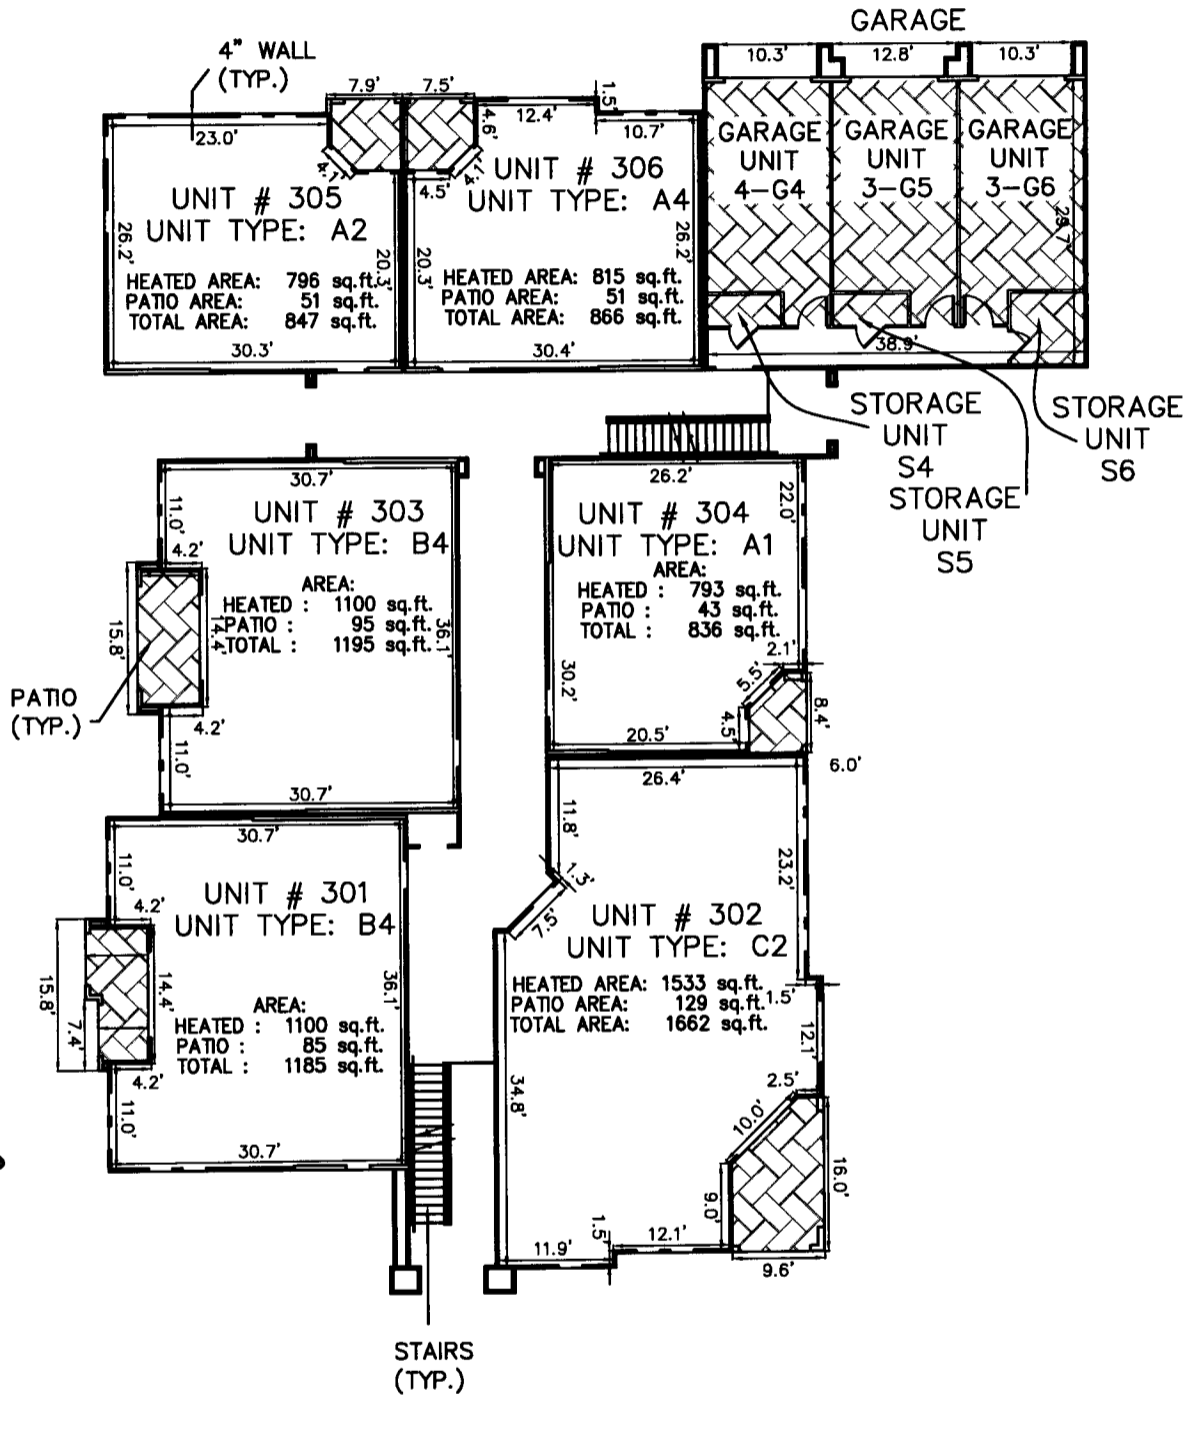 GARAGE
10.3' 12.8' 10.3'
4" WALL
(TYP.)
7.9' 7.5'
1.5'
23.0'
4.6'
12.4'
10.7'
4.1'
4.5'
4.1'
UNIT # 305
UNIT TYPE: A2
26.2'
20.3'
HEATED AREA: 796 sq.ft.
PATIO AREA: 51 sq.ft.
TOTAL AREA: 847 sq.ft.
30.3'
UNIT # 306
UNIT TYPE: A4
20.3'
26.2'
HEATED AREA: 815 sq.ft.
PATIO AREA: 51 sq.ft.
TOTAL AREA: 866 sq.ft.
30.4'
GARAGE
UNIT
4-G4
GARAGE
UNIT
3-G5
GARAGE
UNIT
3-G6
29.7'
38.9'
STORAGE
UNIT
S4
STORAGE
UNIT
S5
STORAGE
UNIT
S6
30.7'
11.0'
UNIT # 303
UNIT TYPE: B4
4.2'
AREA:
HEATED : 1100 sq.ft.
PATIO : 95 sq.ft.
TOTAL : 1195 sq.ft.
15.8'
14.4'
36.1'
PATIO
(TYP.)
4.2'
11.0'
30.7'
26.2'
22.0'
UNIT # 304
UNIT TYPE: A1
AREA:
HEATED : 793 sq.ft.
PATIO : 43 sq.ft.
TOTAL : 836 sq.ft.
2.1'
30.2'
5.5'
8.4'
4.5'
20.5'
6.0'
30.7'
11.0'
UNIT # 301
UNIT TYPE: B4
4.2'
36.1'
15.8'
14.4'
7.4'
AREA:
HEATED : 1100 sq.ft.
PATIO : 85 sq.ft.
TOTAL : 1185 sq.ft.
4.2'
11.0'
30.7'
26.4'
11.8'
23.2'
1.3'
7.5'
UNIT # 302
UNIT TYPE: C2
HEATED AREA: 1533 sq.ft.
PATIO AREA: 129 sq.ft.
TOTAL AREA: 1662 sq.ft.
1.5'
12.1'
2.5'
34.8'
10.0'
16.0'
9.0'
1.5'
12.1'
11.9'
9.6'
STAIRS
(TYP.)